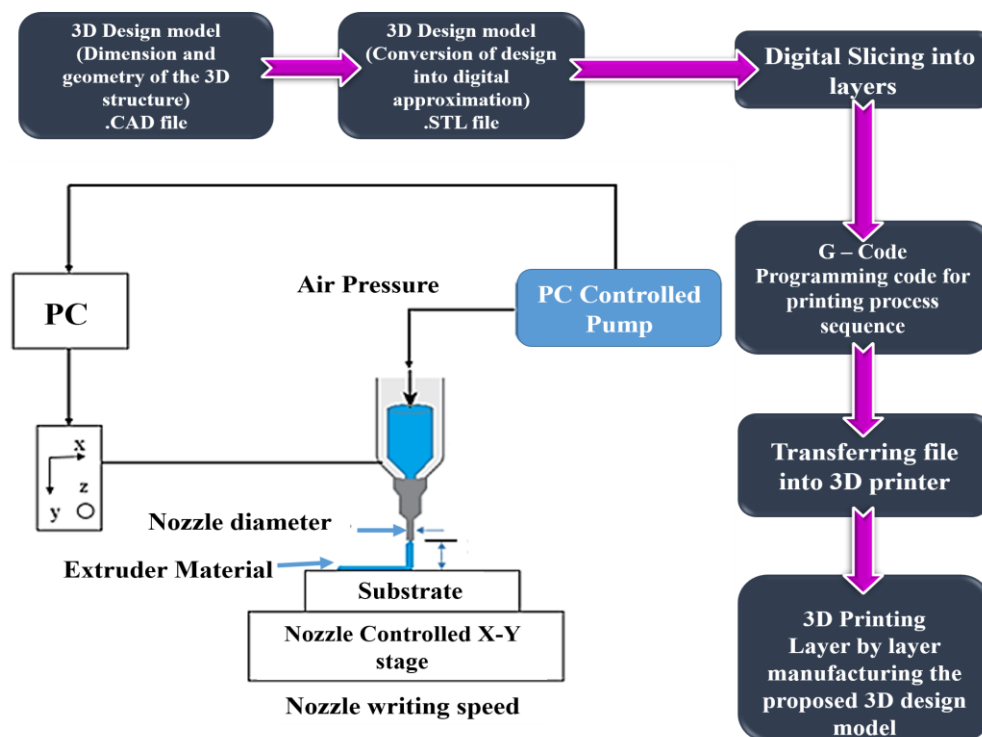 3D Design model
(Dimension and
geometry of the 3D
structure)
.CAD file
3D Design model
(Conversion of design
into digital
approximation)
.STL file
Digital Slicing into
layers
G – Code
Programming code for
printing process
sequence
Transferring file
into 3D printer
3D Printing
Layer by layer
manufacturing the
proposed 3D design
model
PC
Air Pressure
PC Controlled
Pump
x
z
y
Nozzle diameter
Extruder Material
Substrate
Nozzle Controlled X-Y
stage
Nozzle writing speed